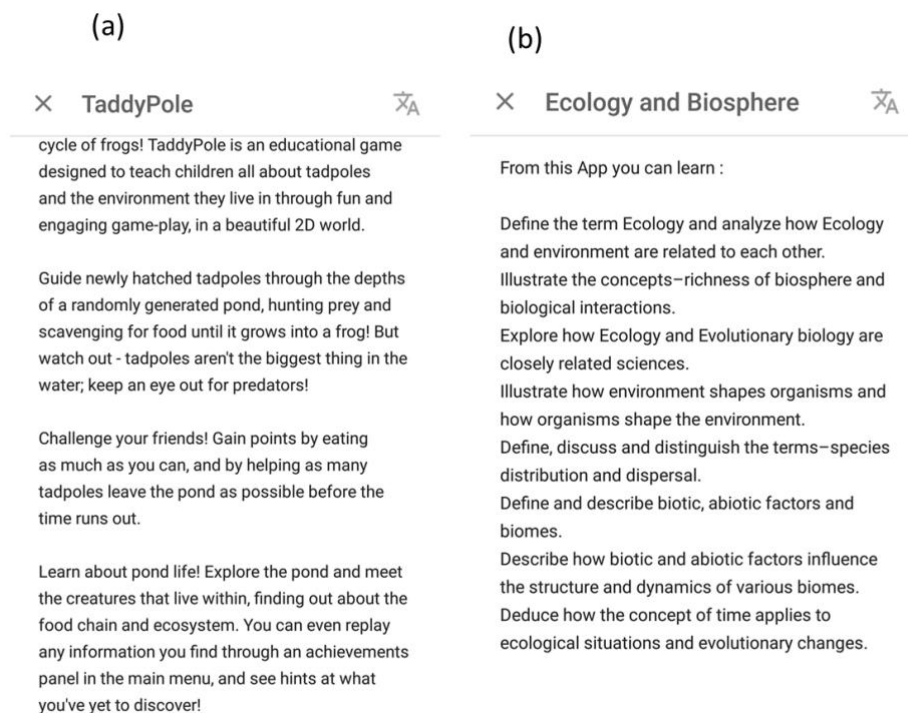 (a)
TaddyPole
cycle of frogs! TaddyPole is an educational game
designed to teach children all about tadpoles
and the environment they live in through fun and
engaging game-play, in a beautiful 2D world.
Guide newly hatched tadpoles through the depths
of a randomly generated pond, hunting prey and
scavenging for food until it grows into a frog! But
watch out - tadpoles aren't the biggest thing in the
water; keep an eye out for predators!
Challenge your friends! Gain points by eating
as much as you can, and by helping as many
tadpoles leave the pond as possible before the
time runs out.
Learn about pond life! Explore the pond and meet
the creatures that live within, finding out about the
food chain and ecosystem. You can even replay
any information you find through an achievements
panel in the main menu, and see hints at what
you've yet to discover!
(b)
Ecology and Biosphere
From this App you can learn :
Define the term Ecology and analyze how Ecology
and environment are related to each other.
Illustrate the concepts–richness of biosphere and
biological interactions.
Explore how Ecology and Evolutionary biology are
closely related sciences.
Illustrate how environment shapes organisms and
how organisms shape the environment.
Define, discuss and distinguish the terms–species
distribution and dispersal.
Define and describe biotic, abiotic factors and
biomes.
Describe how biotic and abiotic factors influence
the structure and dynamics of various biomes.
Deduce how the concept of time applies to
ecological situations and evolutionary changes.